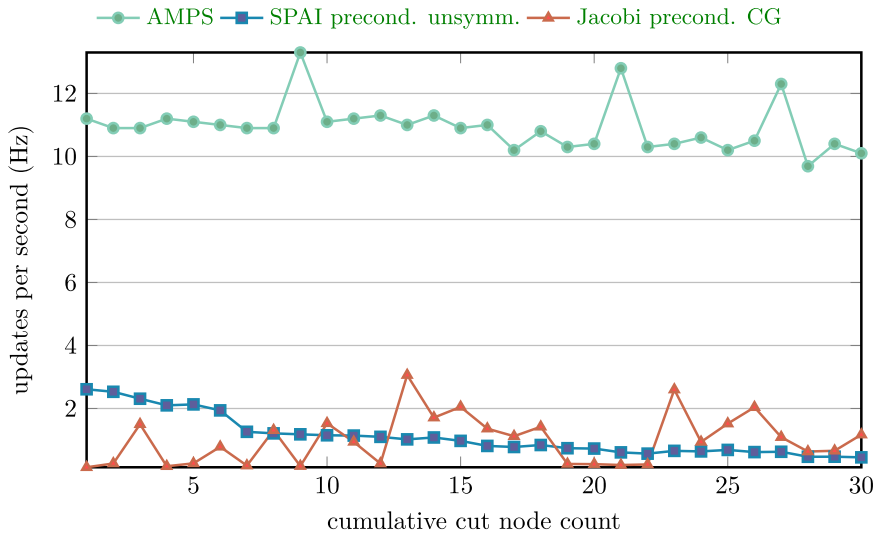 AMPS SPAI precond. unsymm. Jacobi precond. CG
12
10
8
6
4
2
updates per second (Hz)
5 10 15 20 25 30
cumulative cut node count